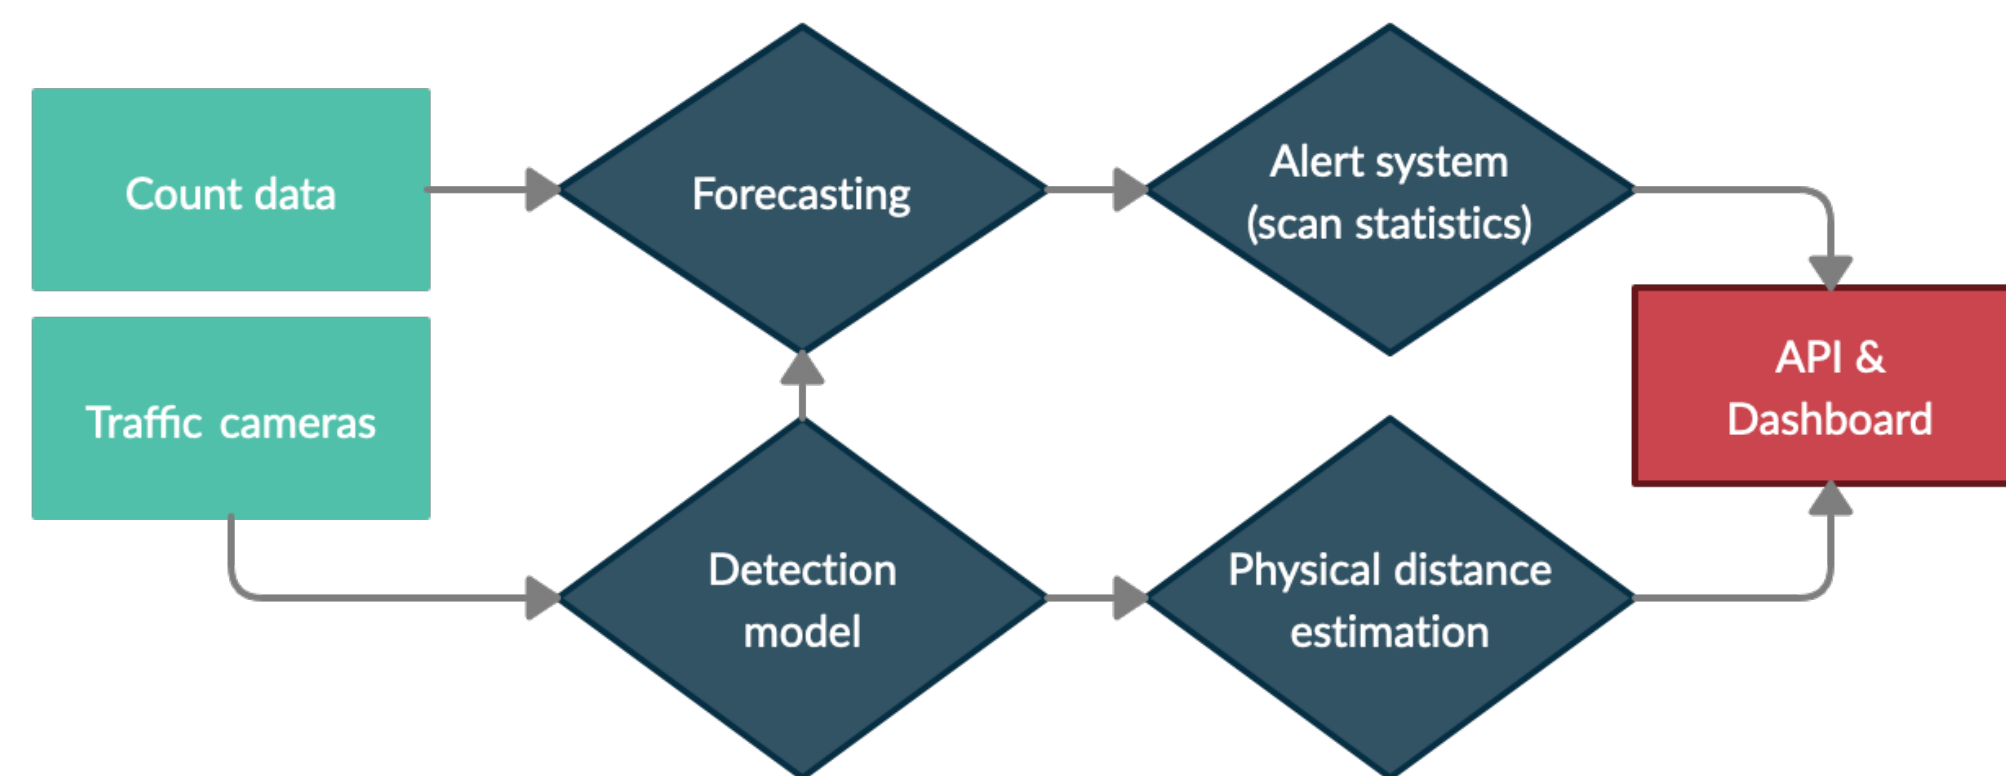 Count data
Forecasting
Alert system
(scan statistics)
Traffic cameras
API &
Dashboard
Detection
model
Physical distance
estimation